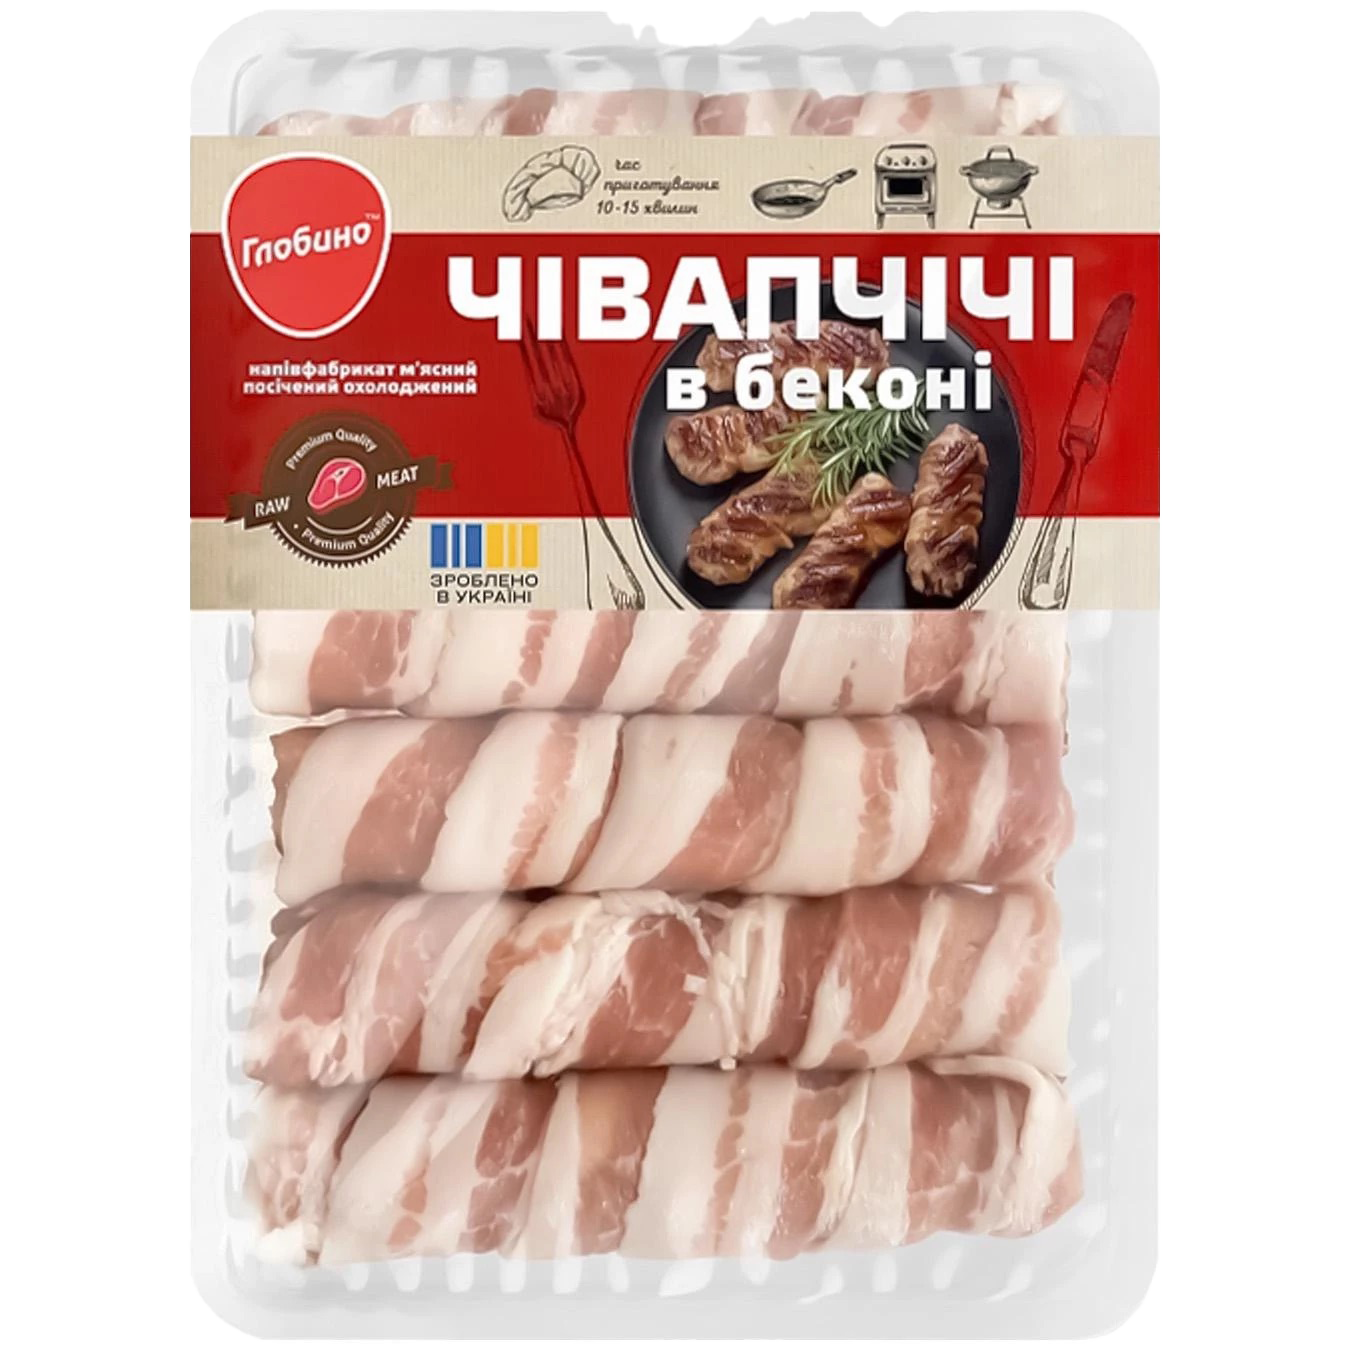 час
приготування
10-15 хвилин
Глобино™
ЧІВАПЧІЧІ
в беконі
напівфабрикат м'ясний
посічений охолоджений
Premium Quality
RAW MEAT
Premium Quality
ЗРОБЛЕНО
В УКРАЇНІ